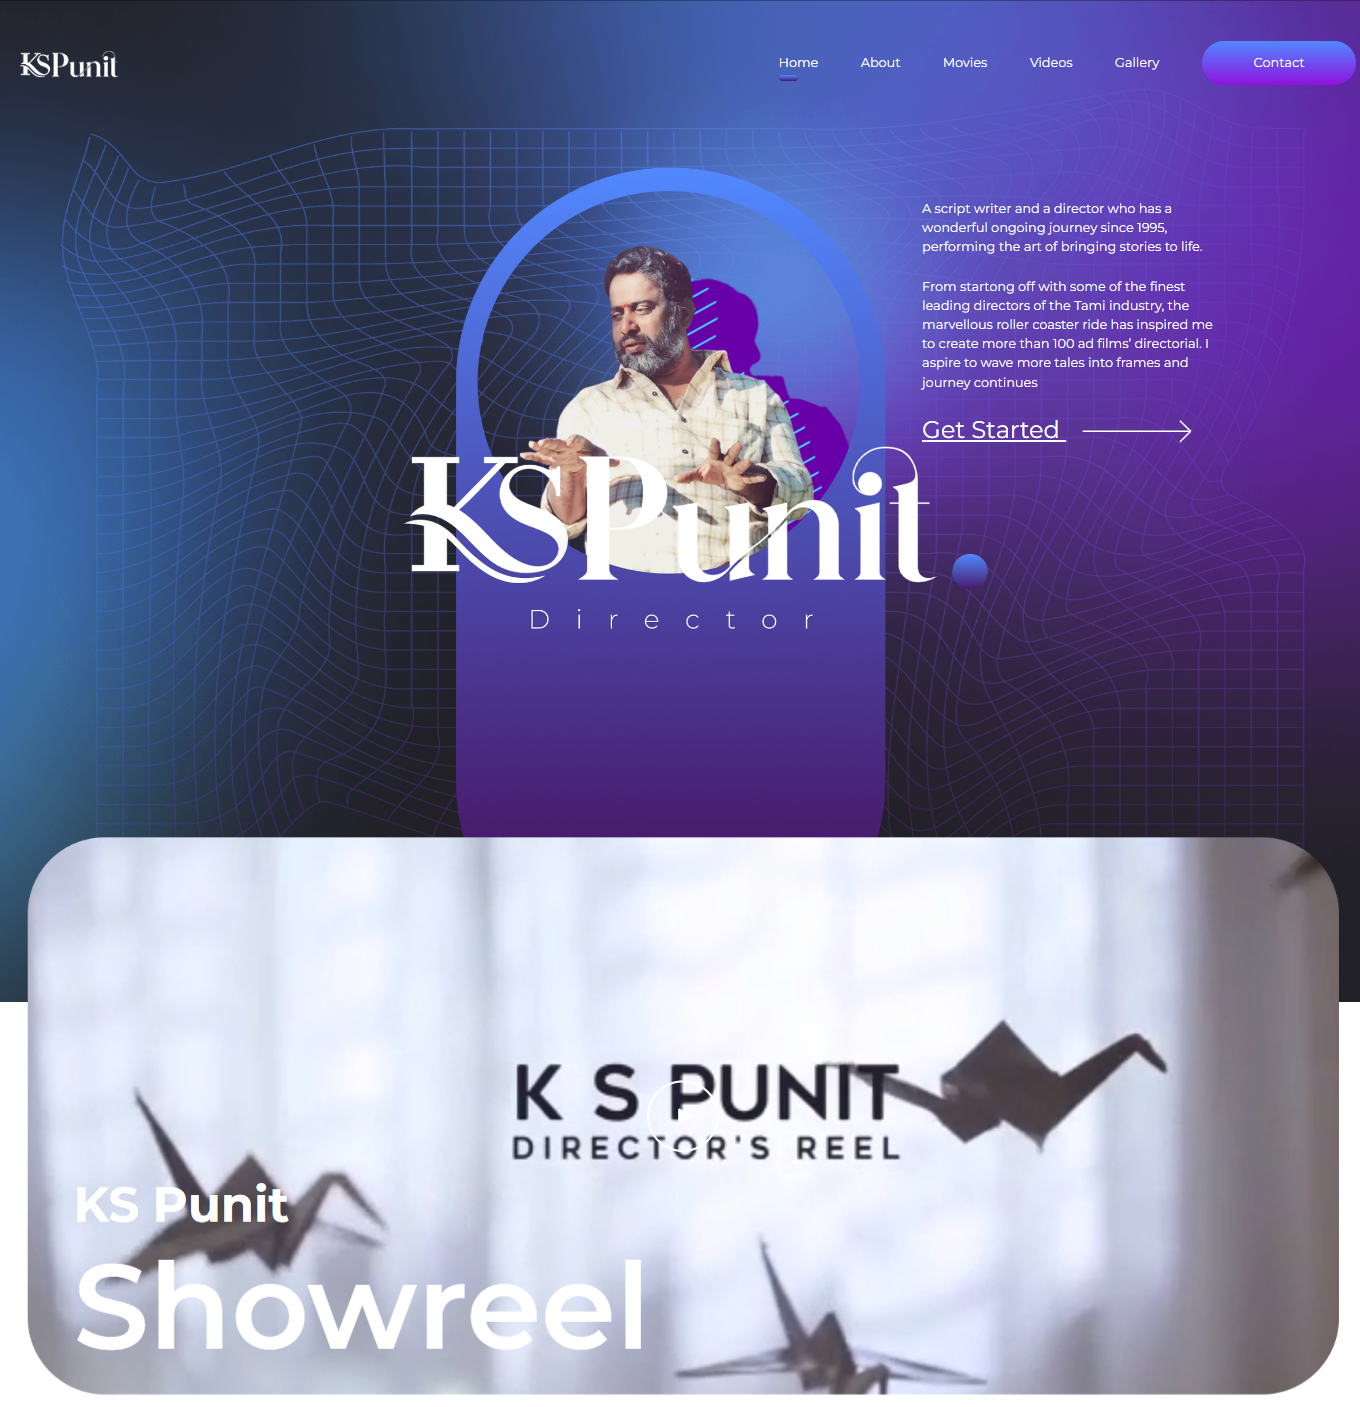 KSPunit
Home
About
Movies
Videos
Gallery
Contact
A script writer and a director who has a
wonderful ongoing journey since 1995,
performing the art of bringing stories to life.
From startong off with some of the finest
leading directors of the Tami industry, the
marvellous roller coaster ride has inspired me
to create more than 100 ad films’ directorial. I
aspire to wave more tales into frames and
journey continues
Get Started
KSPunit
Director
K S PUNIT
DIRECTOR'S REEL
KS Punit
Showreel